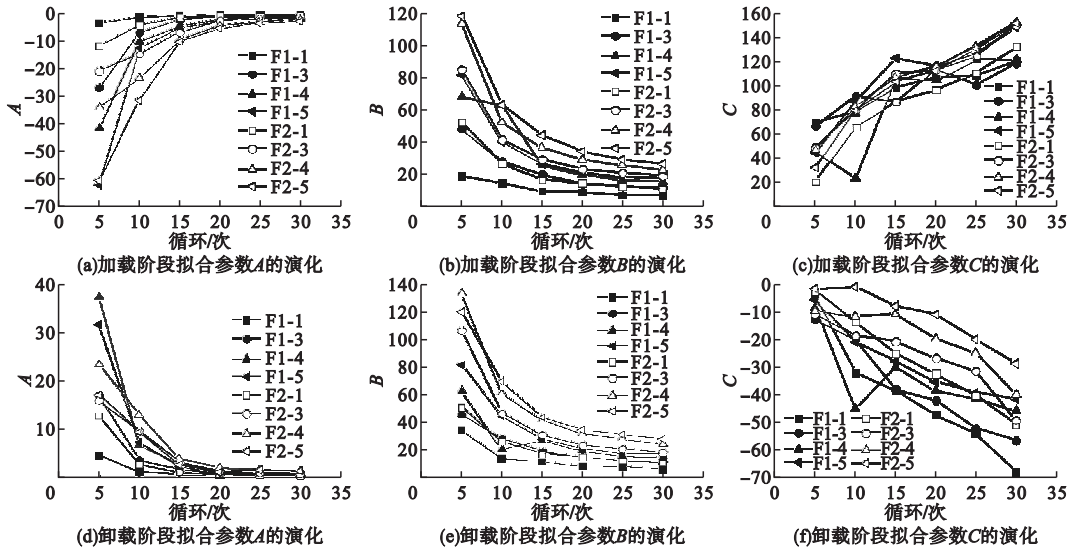 0
−10
−20
−30
−40
−50
−60
−70
A
F1-1
F1-3
F1-4
F1-5
F2-1
F2-3
F2-4
F2-5
0 5 10 15 20 25 30 35
循环/次
(a)加载阶段拟合参数A的演化
120
100
80
60
40
20
B
F1-1
F1-3
F1-4
F1-5
F2-1
F2-3
F2-4
F2-5
0 5 10 15 20 25 30 35
循环/次
(b)加载阶段拟合参数B的演化
160
140
120
100
80
60
40
20
C
F1-1
F1-3
F1-4
F1-5
F2-1
F2-3
F2-4
F2-5
0 5 10 15 20 25 30 35
循环/次
(c)加载阶段拟合参数C的演化
40
30
20
10
A
F1-1
F1-3
F1-4
F1-5
F2-1
F2-3
F2-4
F2-5
0 5 10 15 20 25 30 35
循环/次
(d)卸载阶段拟合参数A的演化
140
120
100
80
60
40
20
B
F1-1
F1-3
F1-4
F1-5
F2-1
F2-3
F2-4
F2-5
0 5 10 15 20 25 30 35
循环/次
(e)卸载阶段拟合参数B的演化
0
−10
−20
−30
−40
−50
−60
−70
C
F1-1 F2-1
F1-3 F2-3
F1-4 F2-4
F1-5 F2-5
0 5 10 15 20 25 30 35
循环/次
(f)卸载阶段拟合参数C的演化